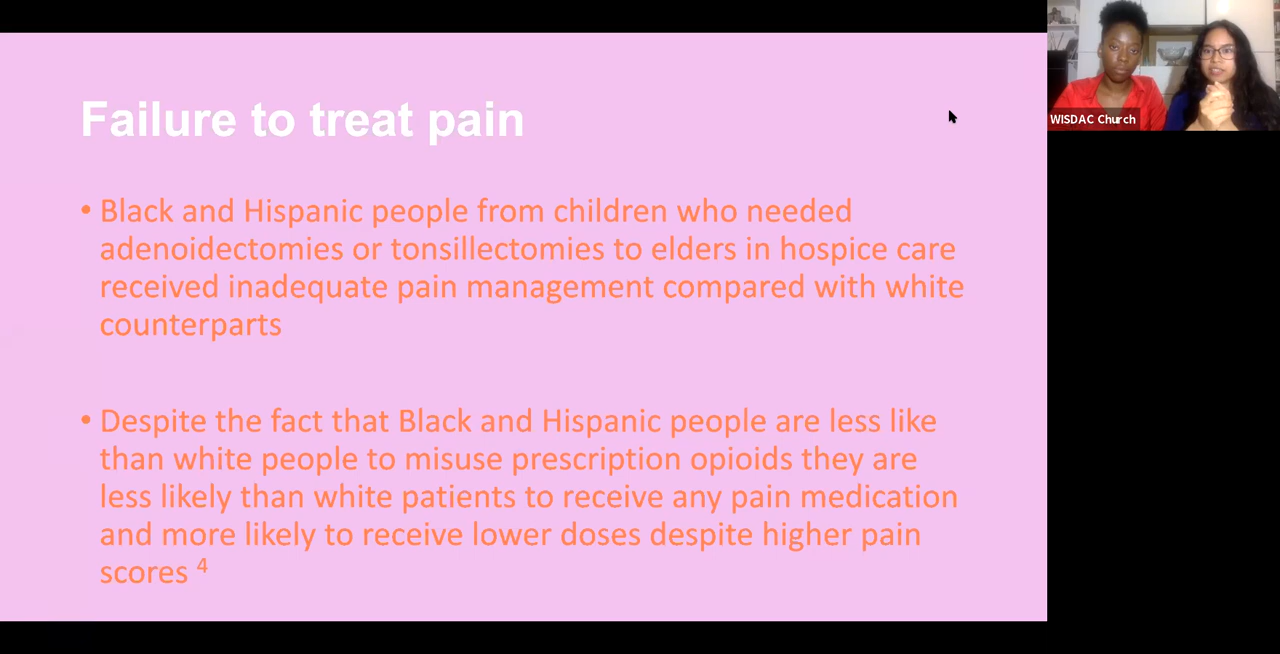 Failure to treat pain
• Black and Hispanic people from children who needed
adenoidectomies or tonsillectomies to elders in hospice care
received inadequate pain management compared with white
counterparts
• Despite the fact that Black and Hispanic people are less like
than white people to misuse prescription opioids they are
less likely than white patients to receive any pain medication
and more likely to receive lower doses despite higher pain
scores 4
WISDAC Church